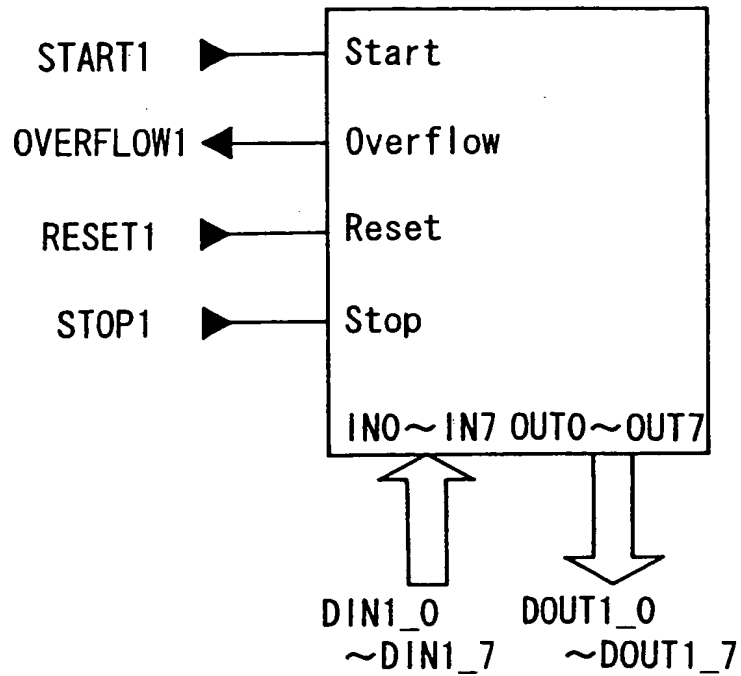 START1 Start
OVERFLOW1 Overflow
RESET1 Reset
STOP1 Stop
IN0～IN7 OUT0～OUT7
DIN1_0 DOUT1_0
～DIN1_7 ～DOUT1_7